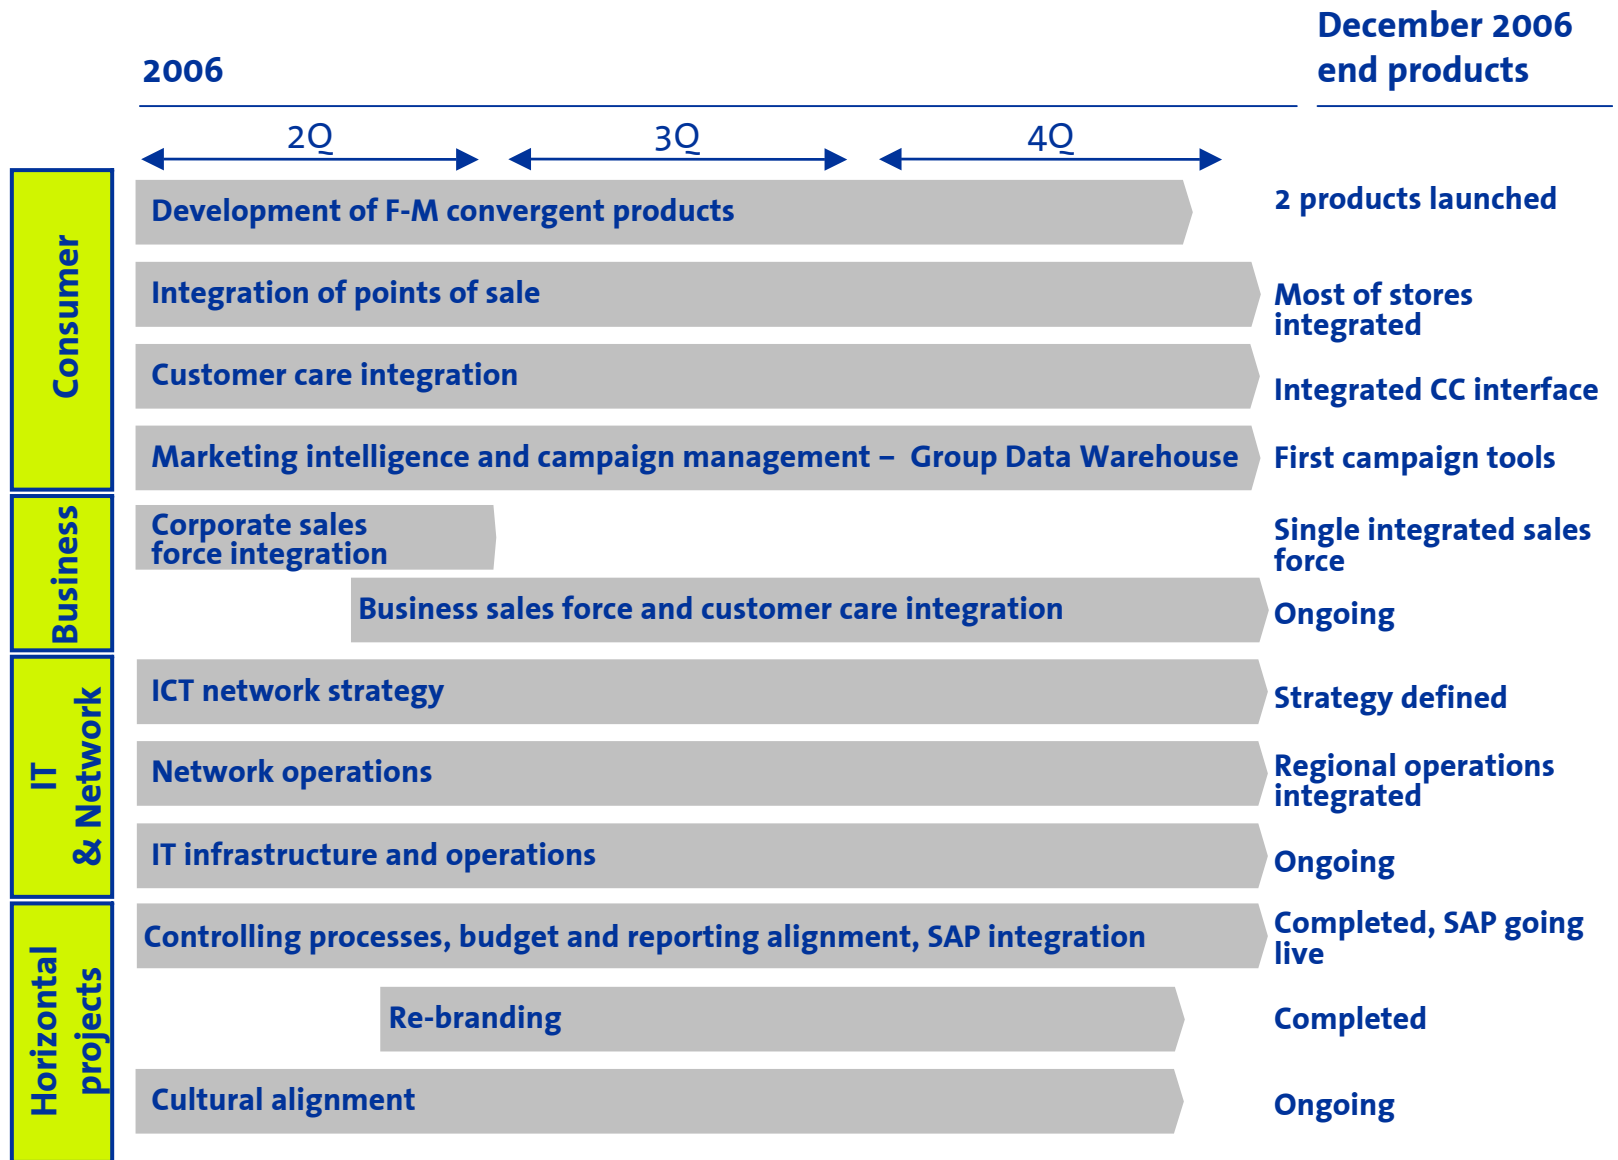 December 2006
end products
2006
2Q
3Q
4Q
Consumer
Development of F-M convergent products
2 products launched
Integration of points of sale
Most of stores
integrated
Customer care integration
Integrated CC interface
Marketing intelligence and campaign management – Group Data Warehouse
First campaign tools
Business
Corporate sales
force integration
Single integrated sales
force
Business sales force and customer care integration
Ongoing
IT
& Network
ICT network strategy
Strategy defined
Network operations
Regional operations
integrated
IT infrastructure and operations
Ongoing
Horizontal
projects
Controlling processes, budget and reporting alignment, SAP integration
Completed, SAP going
live
Re-branding
Completed
Cultural alignment
Ongoing